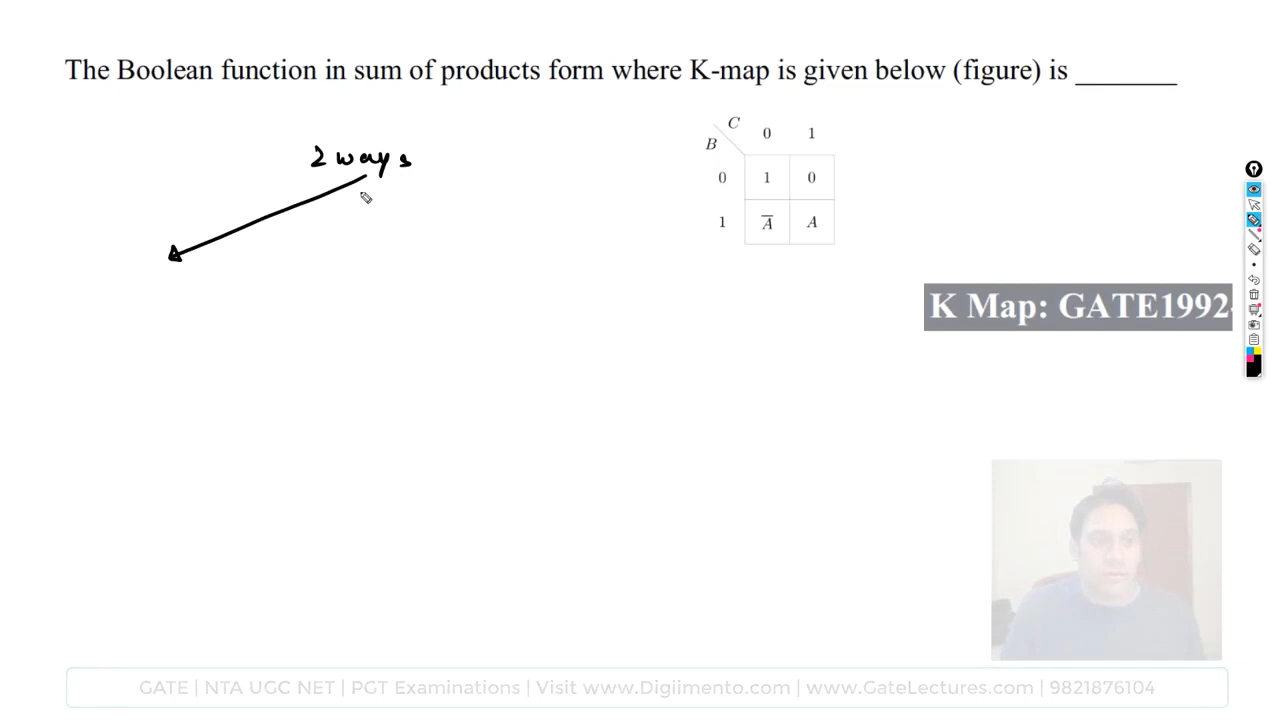 The Boolean function in sum of products form where K-map is given below (figure) is ________
2 ways
C
0 1
B
0 1 0
1 A̅ A
K Map: GATE1992-
GATE | NTA UGC NET | PGT Examinations | Visit www.Digiimento.com | www.GateLectures.com | 9821876104